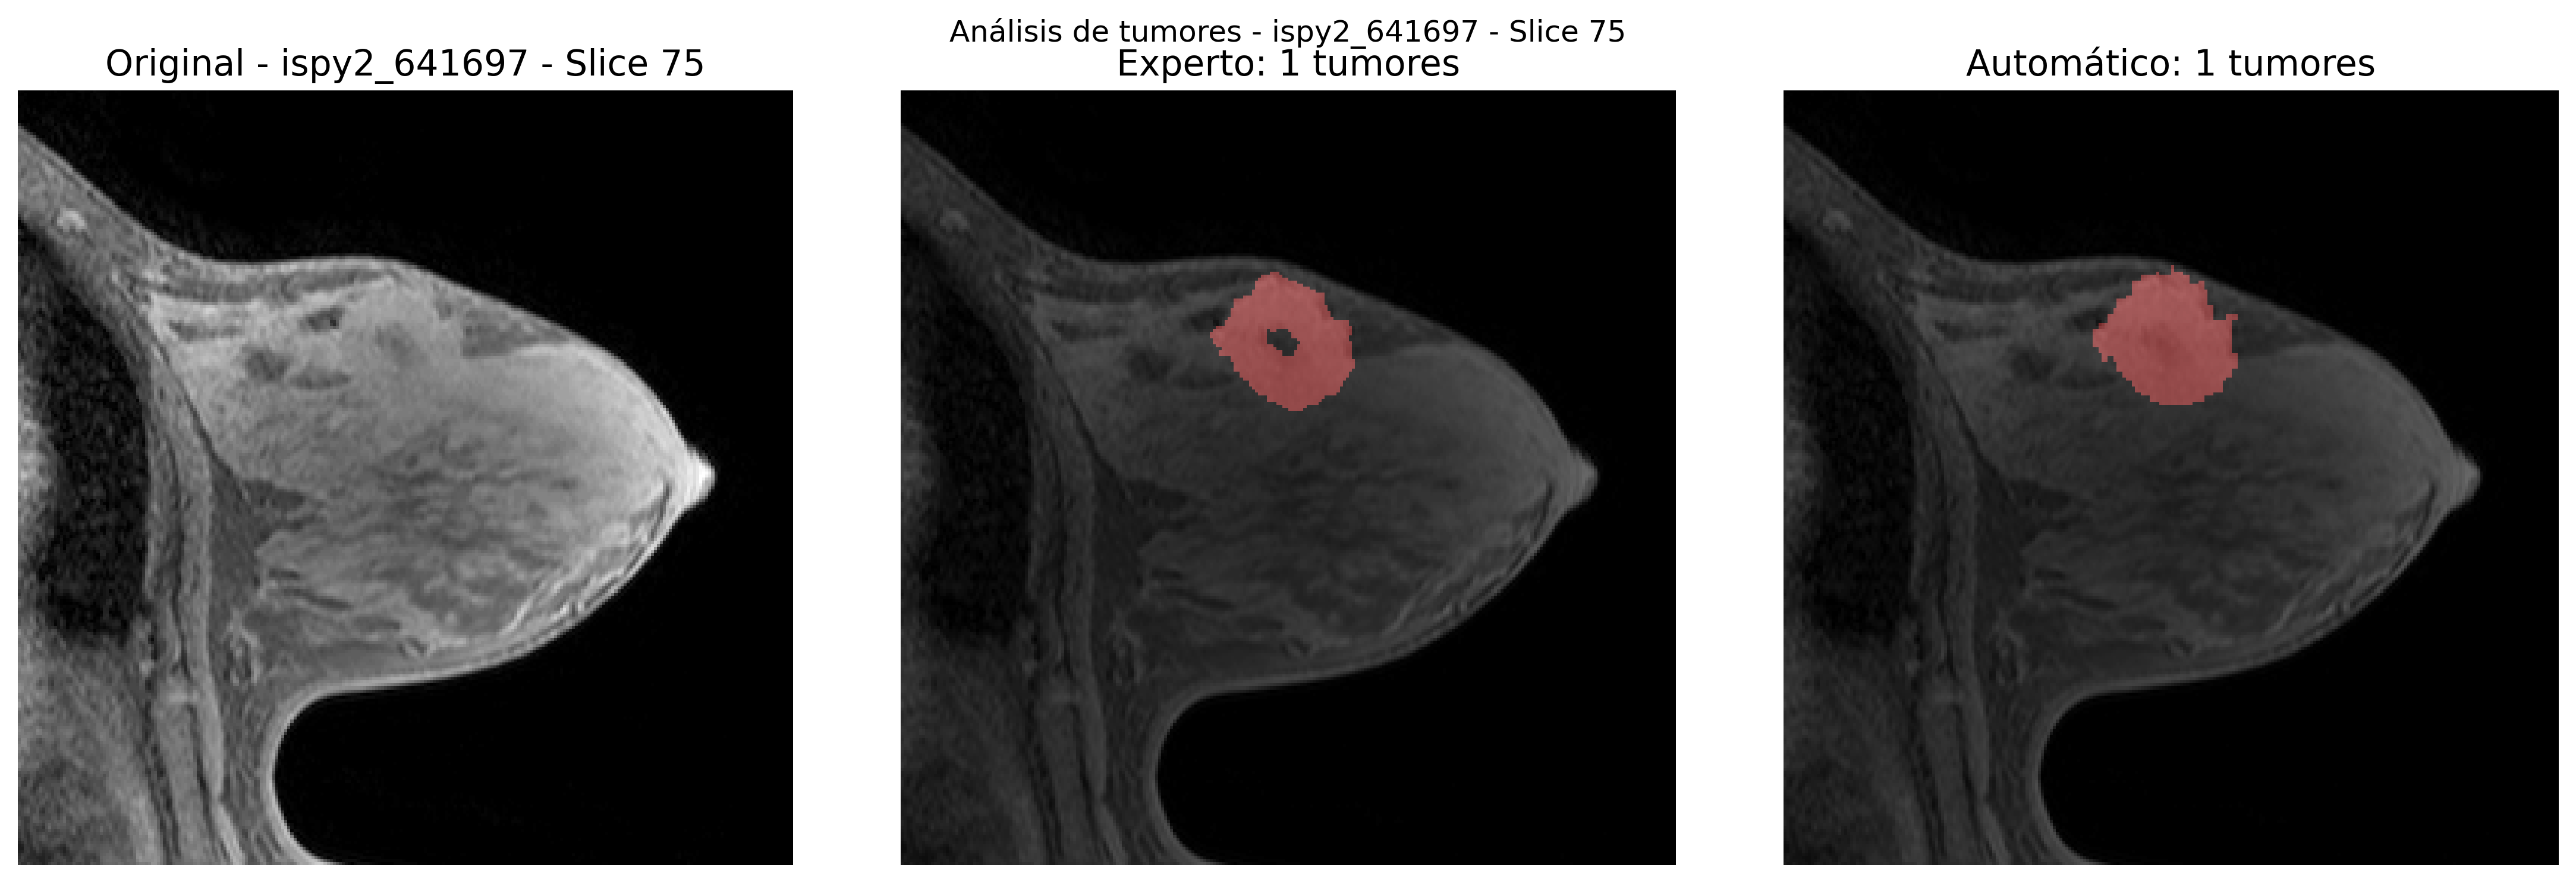 Análisis de tumores - ispy2_641697 - Slice 75
Original - ispy2_641697 - Slice 75
Experto: 1 tumores
Automático: 1 tumores